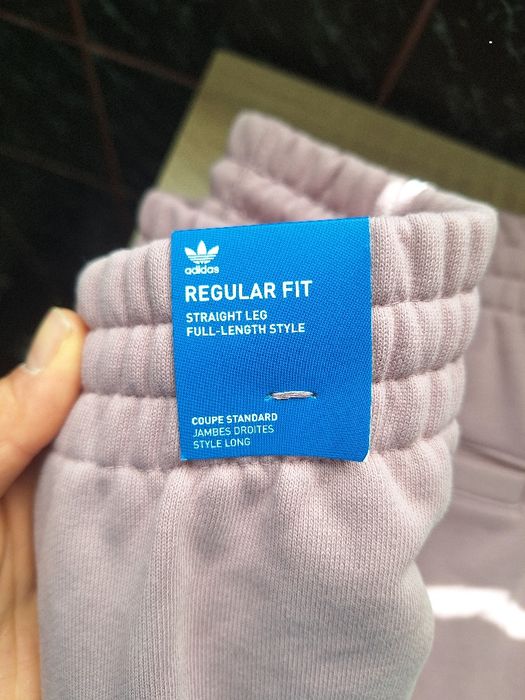 adidas
REGULAR FIT
STRAIGHT LEG
FULL-LENGTH STYLE
COUPE STANDARD
JAMBES DROITES
STYLE LONG